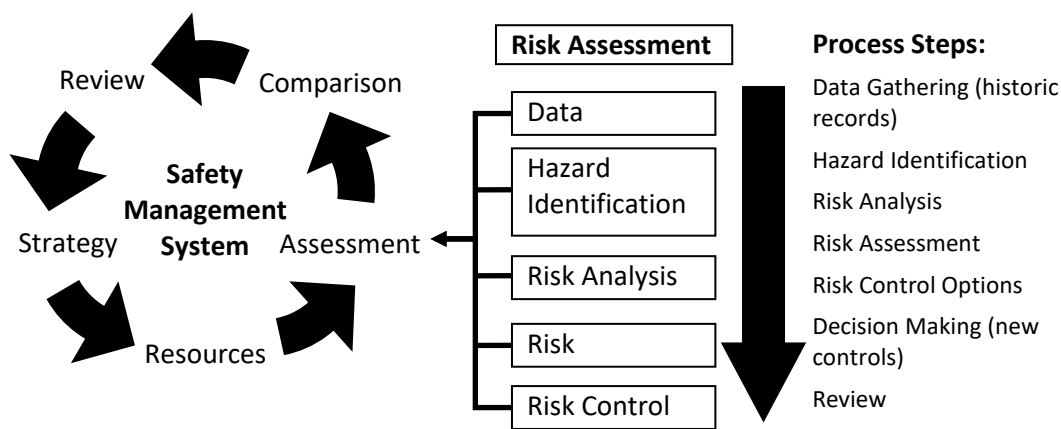 Review
Comparison
Safety
Management
System
Strategy
Assessment
Resources
Risk Assessment
Data
Hazard
Identification
Risk Analysis
Risk
Risk Control
Process Steps:
Data Gathering (historic
records)
Hazard Identification
Risk Analysis
Risk Assessment
Risk Control Options
Decision Making (new
controls)
Review